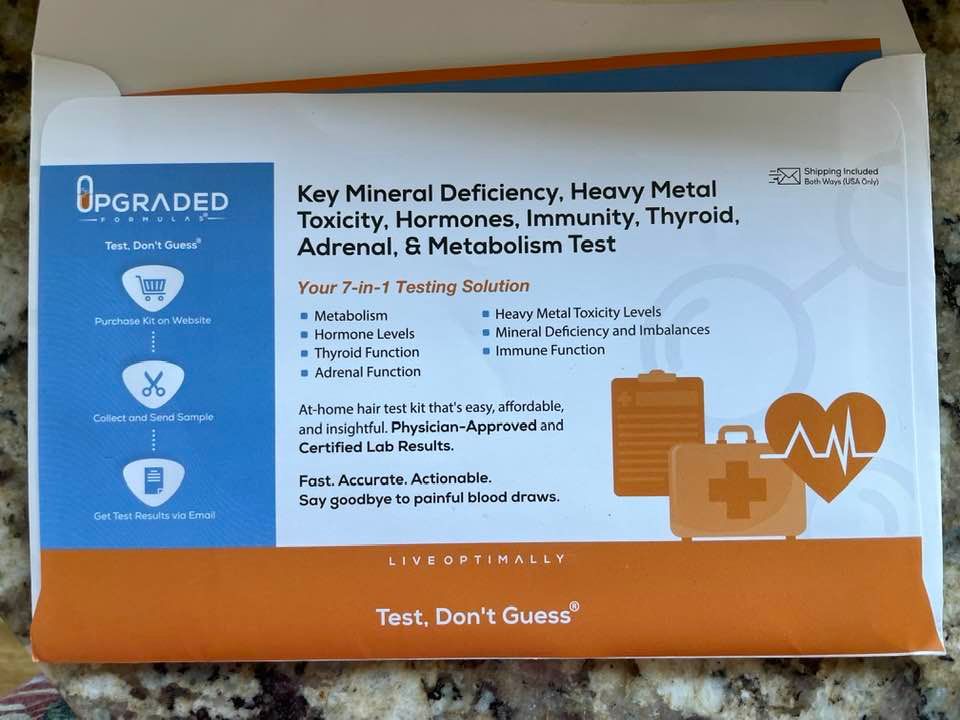 UPGRADED
FORMULAS®
Test, Don't Guess®
Purchase Kit on Website
Collect and Send Sample
Get Test Results via Email
Shipping Included
Both Ways (USA Only)
Key Mineral Deficiency, Heavy Metal
Toxicity, Hormones, Immunity, Thyroid,
Adrenal, & Metabolism Test
Your 7-in-1 Testing Solution
Metabolism
Hormone Levels
Thyroid Function
Adrenal Function
Heavy Metal Toxicity Levels
Mineral Deficiency and Imbalances
Immune Function
At-home hair test kit that's easy, affordable,
and insightful. Physician-Approved and
Certified Lab Results.
Fast. Accurate. Actionable.
Say goodbye to painful blood draws.
LIVEOPTIMALLY
Test, Don't Guess®